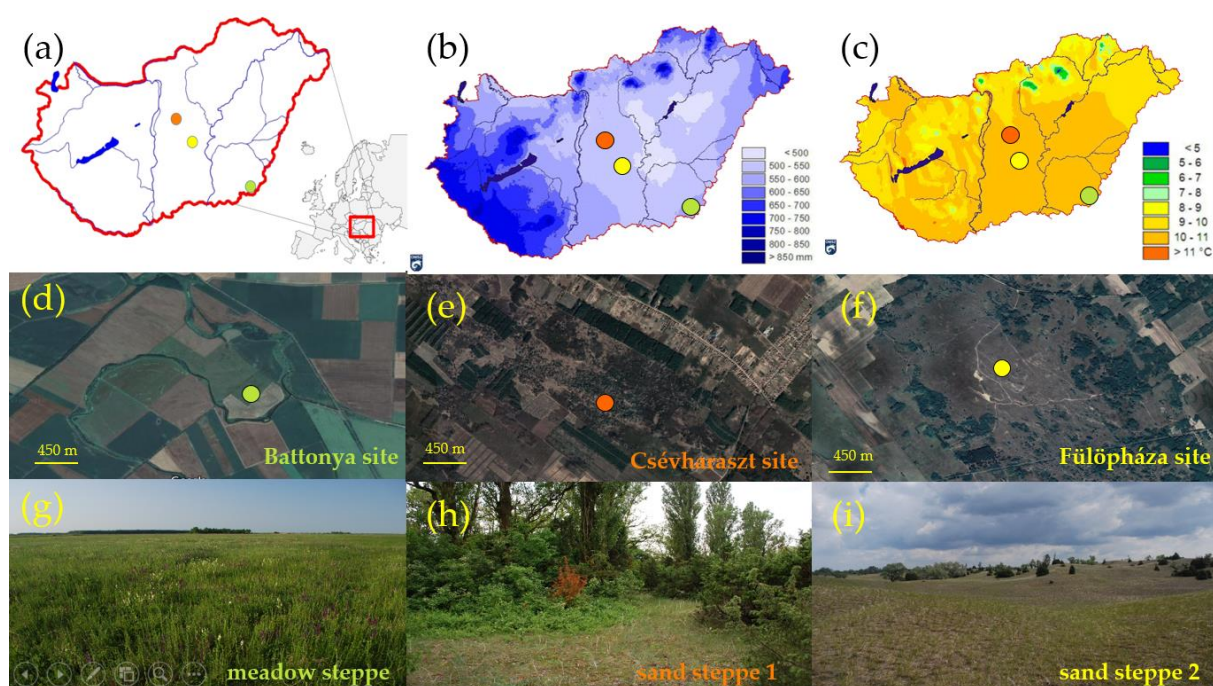 (a)
(b)
(c)
< 500
500 - 550
550 - 600
600 - 650
650 - 700
700 - 750
750 - 800
800 - 850
> 850 mm
< 5
5 - 6
6 - 7
7 - 8
8 - 9
9 - 10
10 - 11
> 11 °C
(d)
450 m
Battonya site
(e)
Csévharaszt site
(f)
450 m
Fülöpháza site
(g)
meadow steppe
(h)
sand steppe 1
(i)
sand steppe 2